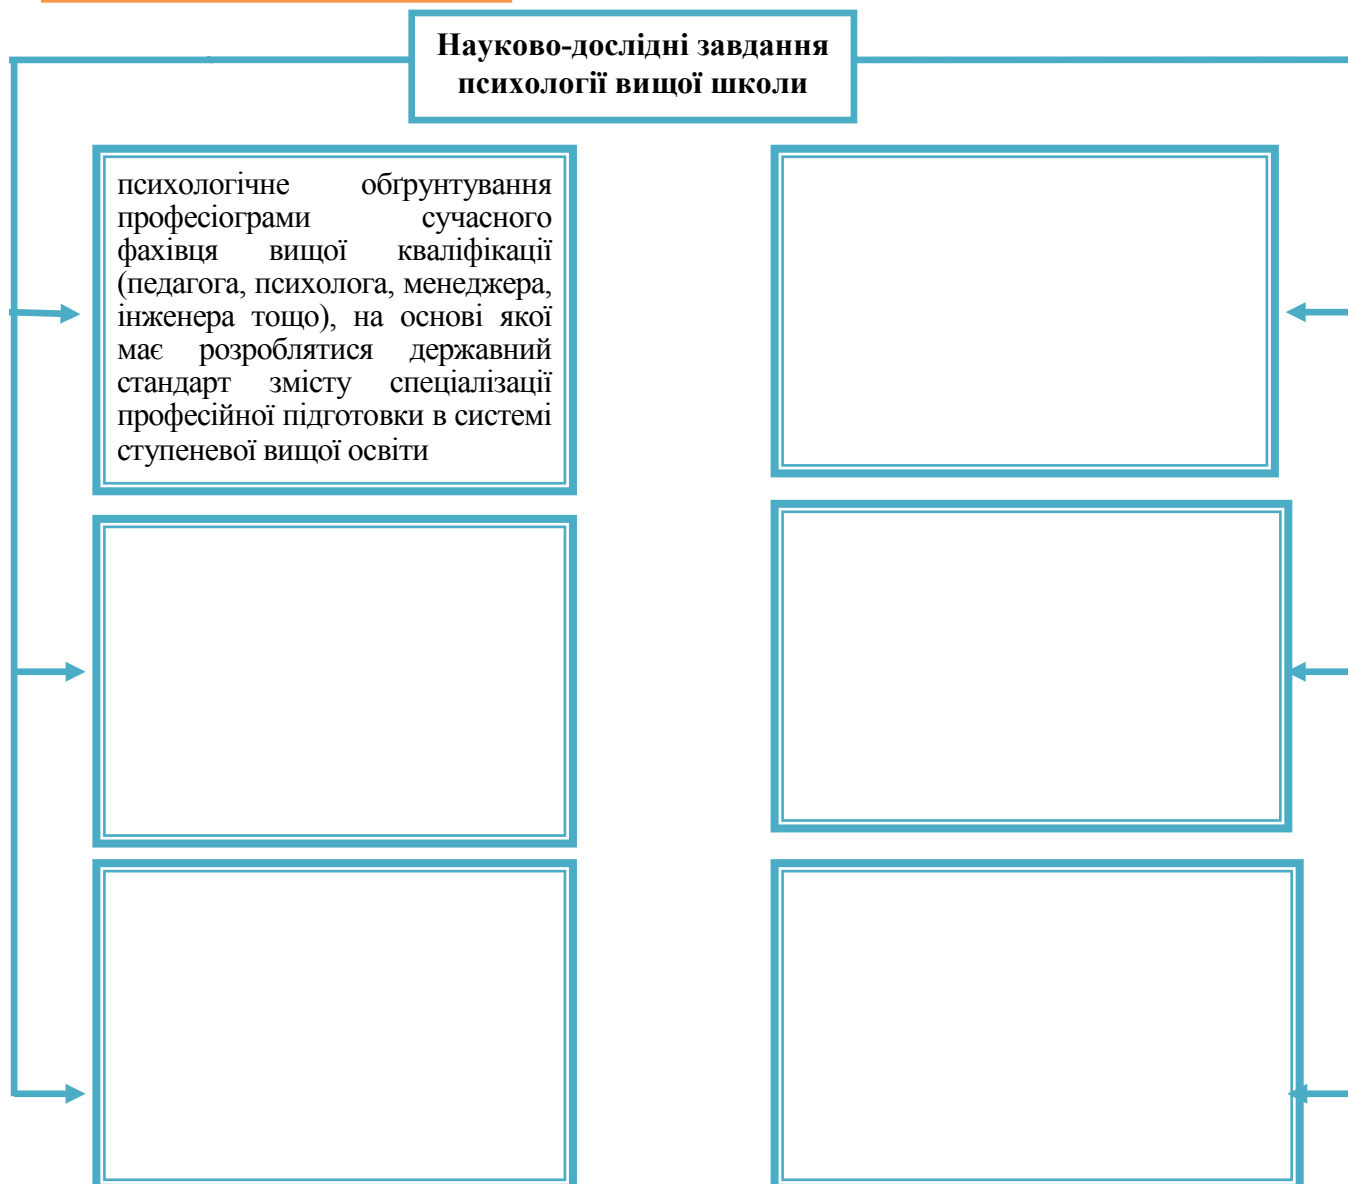 Науково-дослідні завдання
психології вищої школи
психологічне обґрунтування
професіограми сучасного
фахівця вищої кваліфікації
(педагога, психолога, менеджера,
інженера тощо), на основі якої
має розроблятися державний
стандарт змісту спеціалізації
професійної підготовки в системі
ступеневої вищої освіти